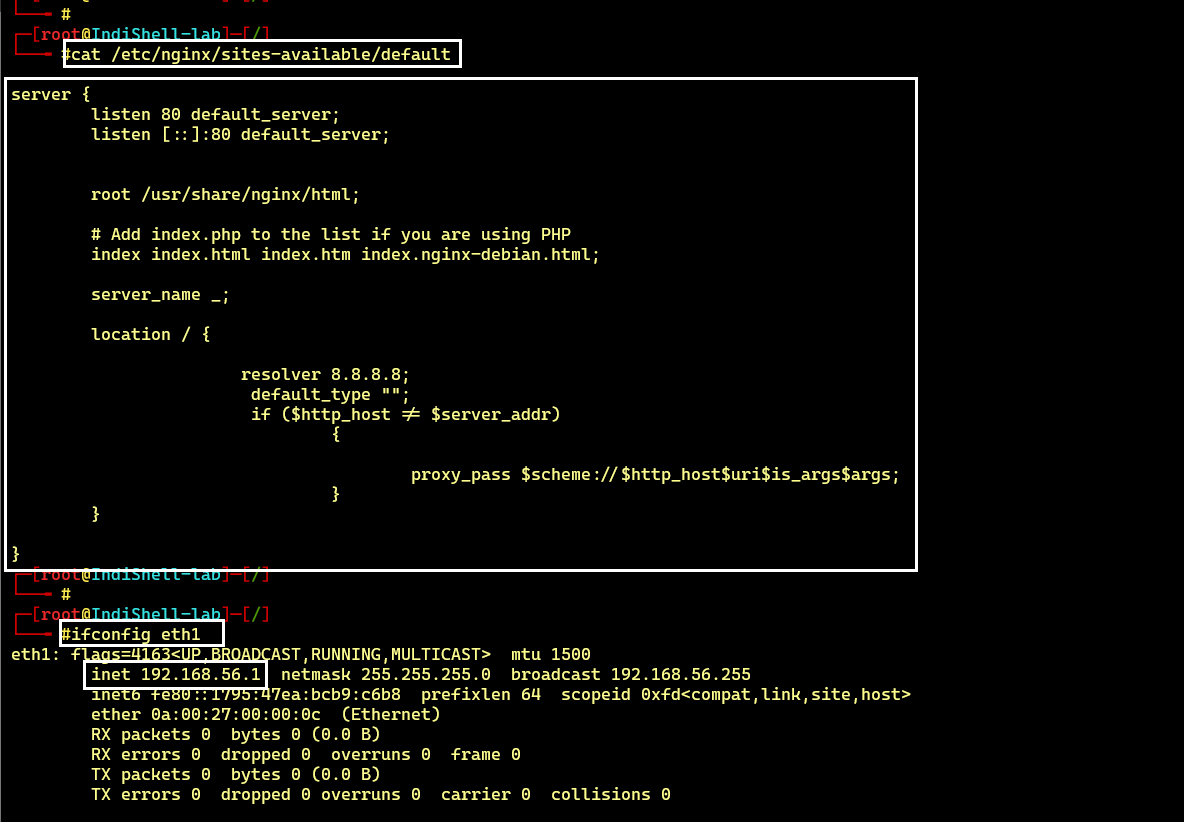 #
[root@IndiShell-lab]-[/]
#cat /etc/nginx/sites-available/default
server {
listen 80 default_server;
listen [::]:80 default_server;
root /usr/share/nginx/html;
# Add index.php to the list if you are using PHP
index index.html index.htm index.nginx-debian.html;
server_name _;
location / {
resolver 8.8.8.8;
default_type "";
if ($http_host != $server_addr)
{
proxy_pass $scheme://$http_host$uri$is_args$args;
}
}
}
[root@IndiShell-lab]-[/]
#
[root@IndiShell-lab]-[/]
#ifconfig eth1
eth1: flags=4163<UP,BROADCAST,RUNNING,MULTICAST>  mtu 1500
inet 192.168.56.1  netmask 255.255.255.0  broadcast 192.168.56.255
inet6 fe80::1795:47ea:bcb9:c6b8  prefixlen 64  scopeid 0xfd<compat,link,site,host>
ether 0a:00:27:00:00:0c  (Ethernet)
RX packets 0  bytes 0 (0.0 B)
RX errors 0  dropped 0  overruns 0  frame 0
TX packets 0  bytes 0 (0.0 B)
TX errors 0  dropped 0 overruns 0  carrier 0  collisions 0